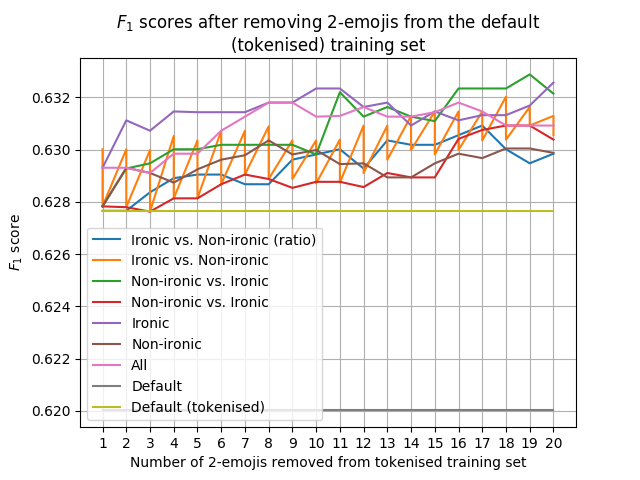 F₁ scores after removing 2-emojis from the default
(tokenised) training set
F₁ score
0.632
0.630
0.628
0.626
0.624
0.622
0.620
Ironic vs. Non-ironic (ratio)
Ironic vs. Non-ironic
Non-ironic vs. Ironic
Non-ironic vs. Ironic
Ironic
Non-ironic
All
Default
Default (tokenised)
1 2 3 4 5 6 7 8 9 10 11 12 13 14 15 16 17 18 19 20
Number of 2-emojis removed from tokenised training set